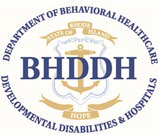 DEPARTMENT OF BEHAVIORAL HEALTHCARE
STATE OF RHODE ISLAND
BHDDH
HOPE
DEVELOPMENTAL DISABILITIES & HOSPITALS